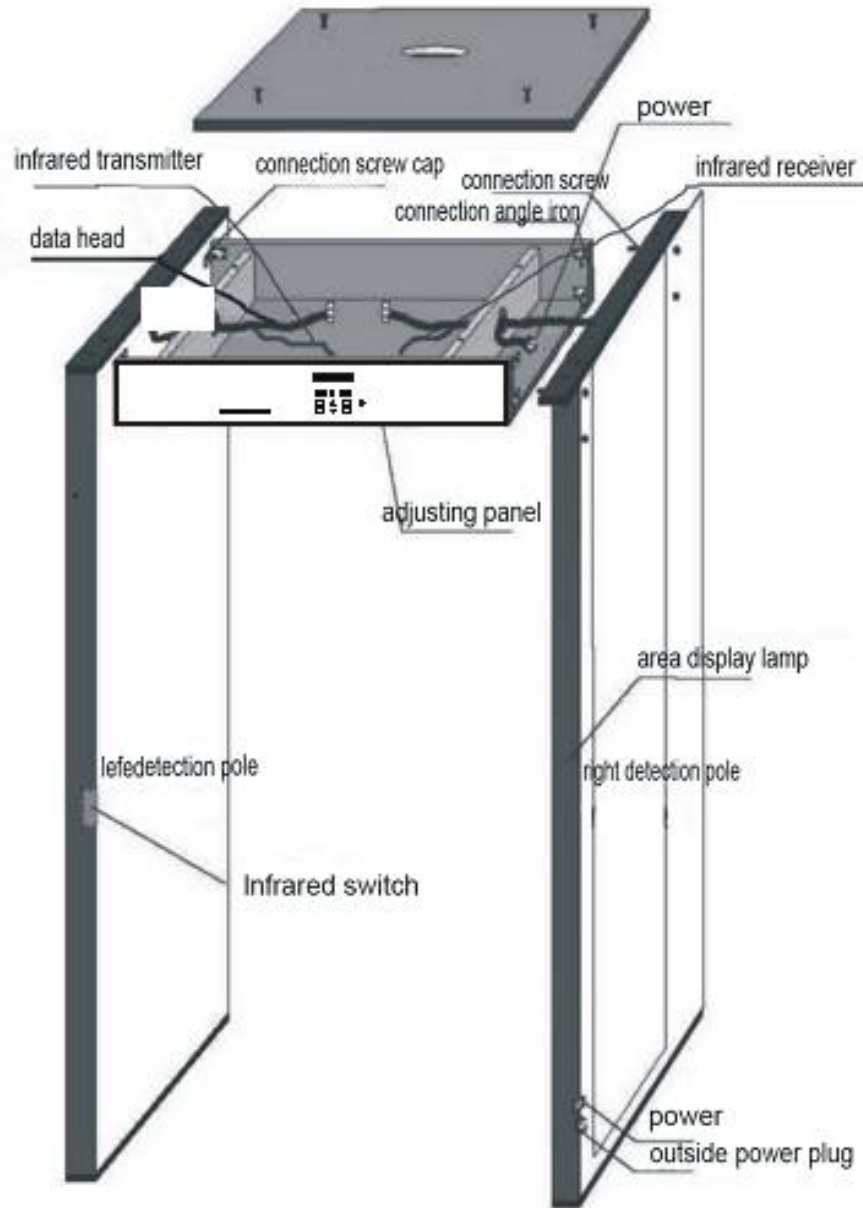 power
infrared transmitter
connection screw cap
infrared receiver
connection screw
connection angle iron
data head
adjusting panel
area display lamp
lefedetection pole
right detection pole
Infrared switch
power
outside power plug